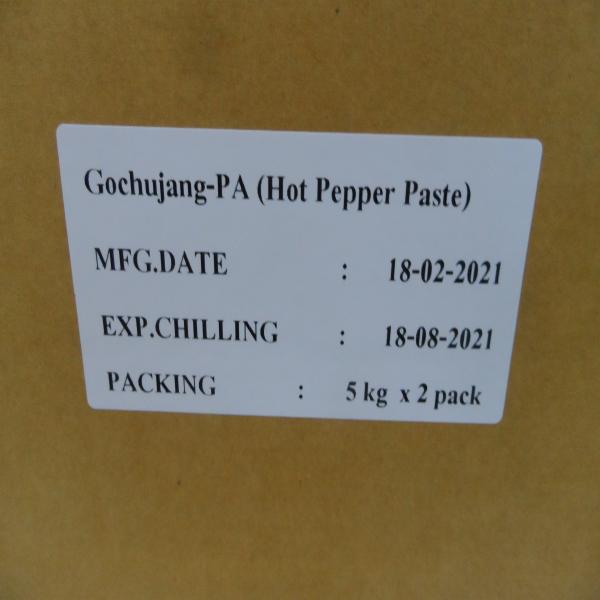 Gochujang-PA (Hot Pepper Paste)
MFG.DATE : 18-02-2021
EXP.CHILLING : 18-08-2021
PACKING : 5 kg x 2 pack